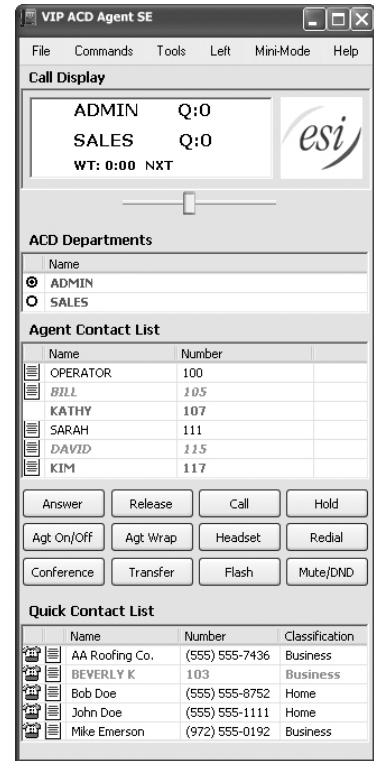 VIP ACD Agent SE
File Commands Tools Left Mini-Mode Help
Call Display
ADMIN Q:0
SALES Q:0
WT: 0:00 NXT
esi
ACD Departments
Name
ADMIN
SALES
Agent Contact List
Name Number
OPERATOR 100
BILL 105
KATHY 107
SARAH 111
DAVID 115
KIM 117
Answer Release Call Hold
Agt On/Off Agt Wrap Headset Redial
Conference Transfer Flash Mute/DND
Quick Contact List
Name Number Classification
AA Roofing Co. (555) 555-7436 Business
BEVERLY K 103 Business
Bob Doe (555) 555-8752 Home
John Doe (555) 555-1111 Home
Mike Emerson (972) 555-0192 Business